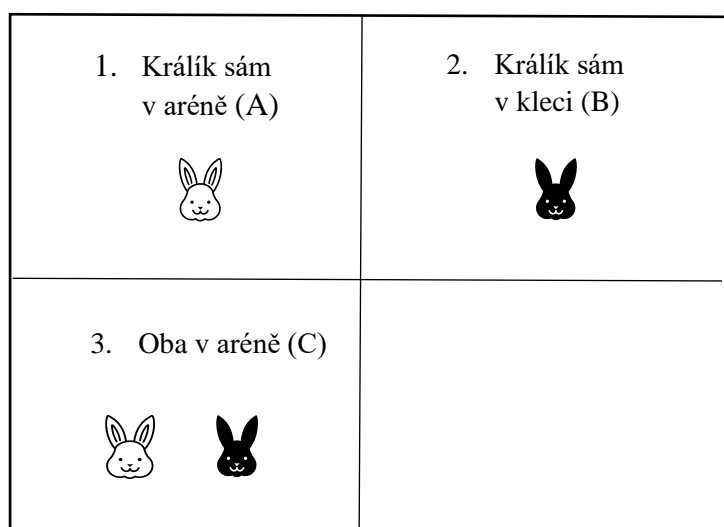 1. Králík sám
v aréně (A)
2. Králík sám
v kleci (B)
3. Oba v aréně (C)